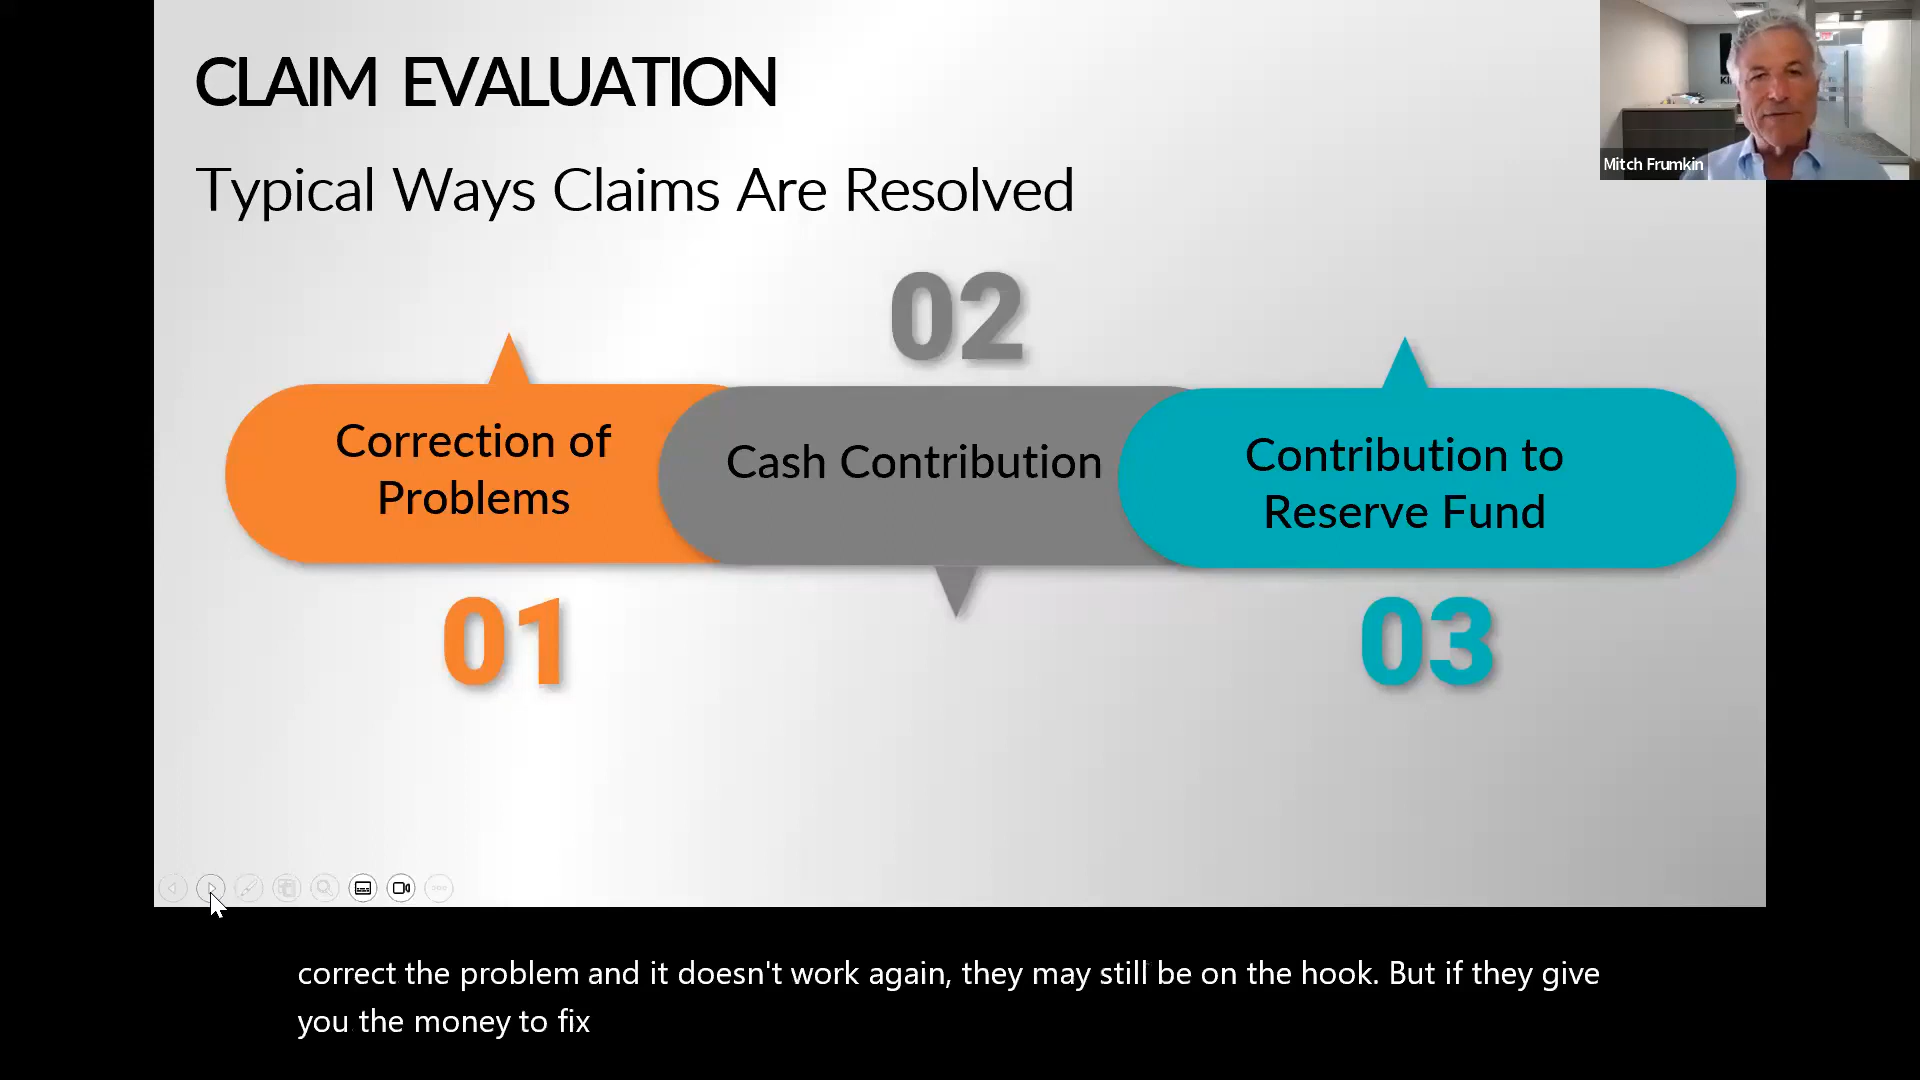 CLAIM EVALUATION
Typical Ways Claims Are Resolved
Mitch Frumkin
02
Correction of
Problems
Cash Contribution
Contribution to
Reserve Fund
01
03
correct the problem and it doesn't work again, they may still be on the hook. But if they give
you the money to fix